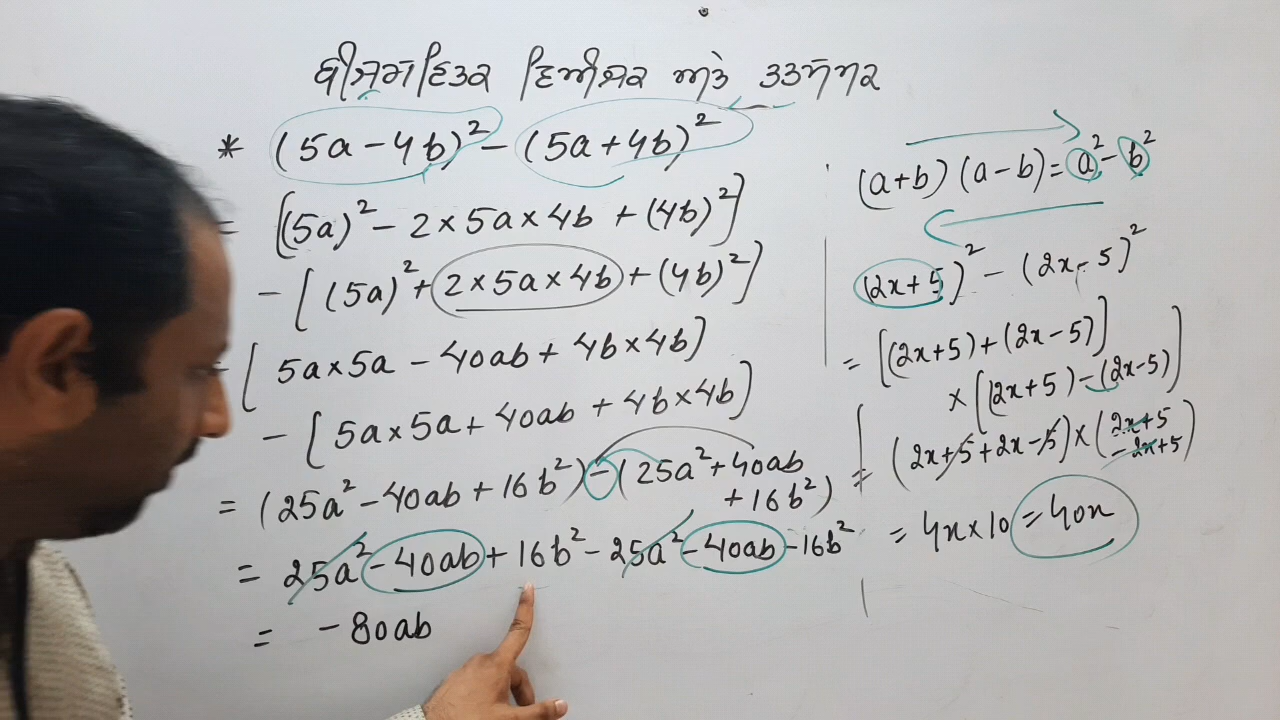 ਬੀਜਗਣਿਤਕ ਵਿਅੰਜਕ ਅਤੇ ਤਤਸਮਕ
* (5a - 4b)² - (5a + 4b)²
= [(5a)² - 2 × 5a × 4b + (4b)²]
- [(5a)² + 2 × 5a × 4b + (4b)²]
= [5a × 5a - 40ab + 4b × 4b]
- [5a × 5a + 40ab + 4b × 4b]
= (25a² - 40ab + 16b²) - (25a² + 40ab
+ 16b²)
= 25a² - 40ab + 16b² - 25a² - 40ab - 16b²
= - 80ab
(a+b) (a-b) = a² - b²
(2x+5)² - (2x-5)²
= [(2x+5) + (2x-5)]
× [(2x+5) - (2x-5)]
= (2x+5+2x-5) × (2x+5
- 2x+5)
= 4x × 10 = 40x